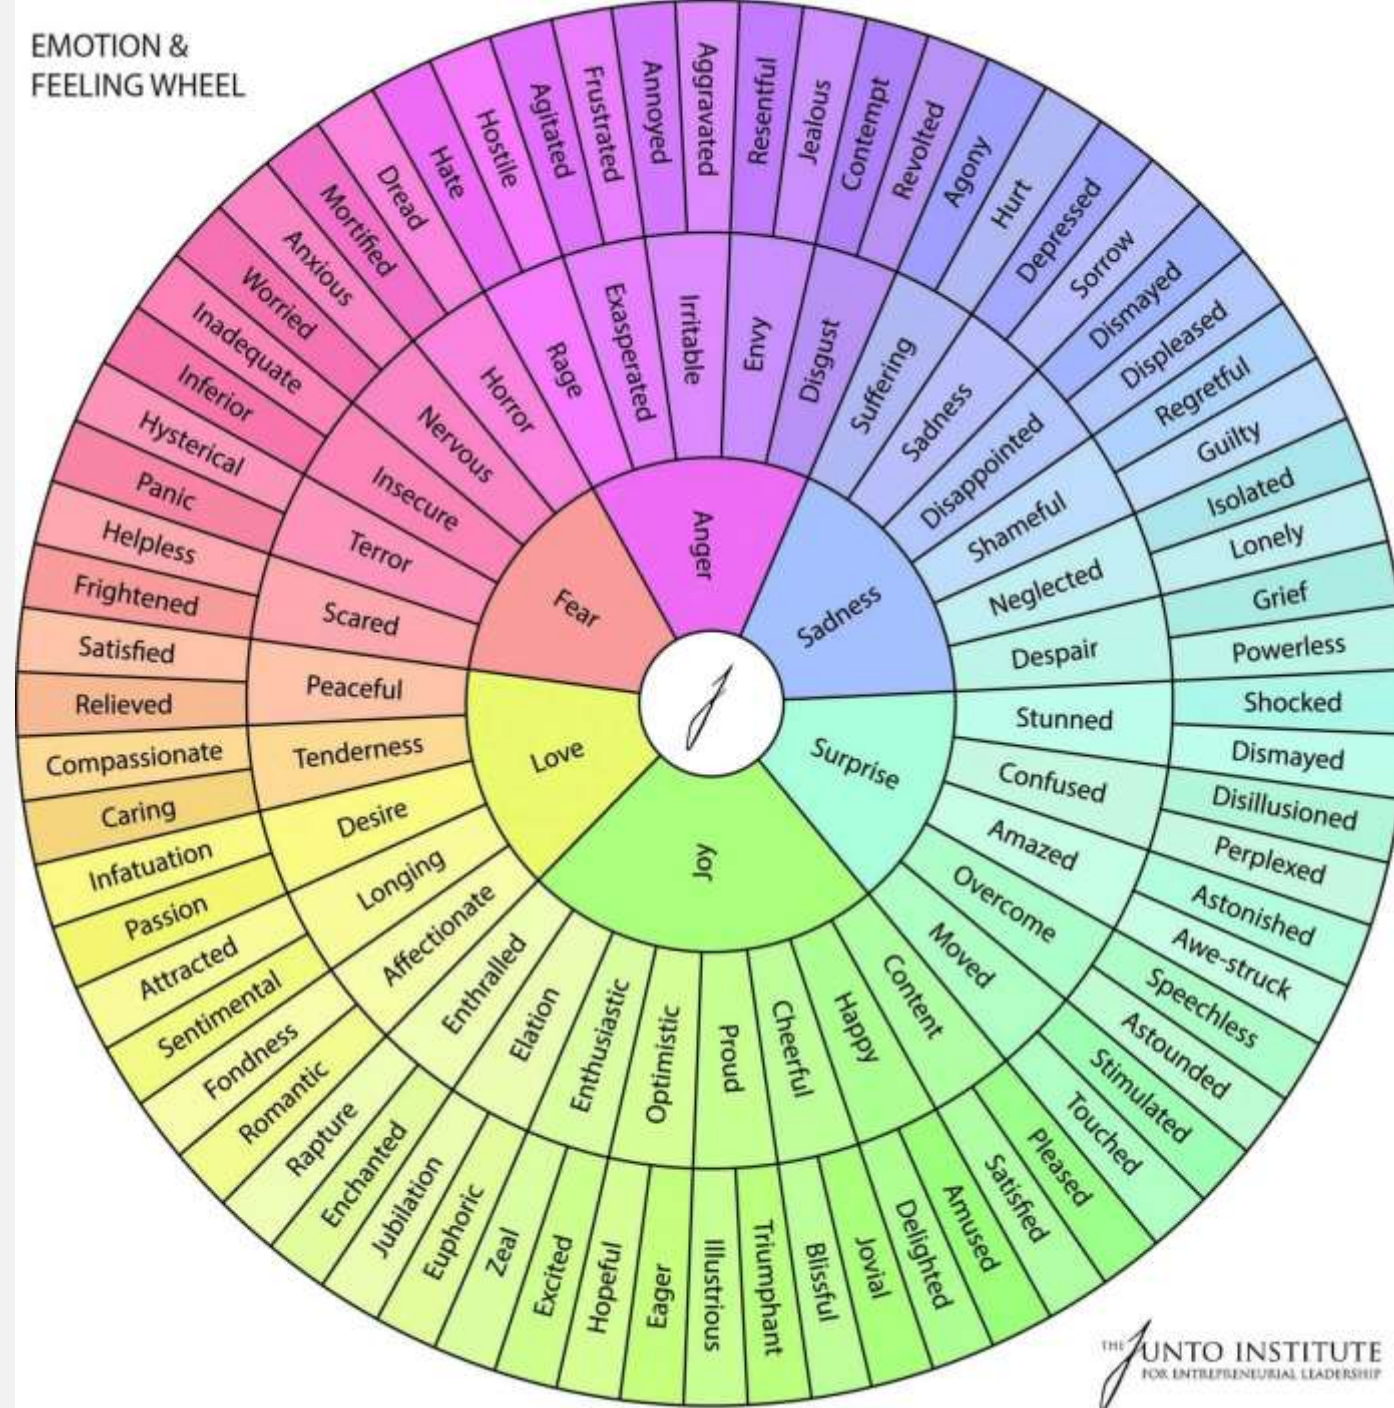 EMOTION &
FEELING WHEEL
Anger
Sadness
Surprise
Joy
Love
Fear
Rage
Exasperated
Irritable
Envy
Disgust
Suffering
Sadness
Disappointed
Shameful
Neglected
Despair
Stunned
Confused
Amazed
Overcome
Moved
Content
Happy
Cheerful
Proud
Optimistic
Enthusiastic
Elation
Enthralled
Affectionate
Longing
Desire
Tenderness
Peaceful
Scared
Terror
Insecure
Nervous
Horror
Hate
Hostile
Agitated
Frustrated
Annoyed
Aggravated
Resentful
Jealous
Contempt
Revolted
Agony
Hurt
Depressed
Sorrow
Dismayed
Displeased
Regretful
Guilty
Isolated
Lonely
Grief
Powerless
Shocked
Dismayed
Disillusioned
Perplexed
Astonished
Awe-struck
Speechless
Astounded
Stimulated
Touched
Pleased
Satisfied
Amused
Delighted
Jovial
Blissful
Triumphant
Illustrious
Eager
Hopeful
Excited
Zeal
Euphoric
Jubilation
Enchanted
Rapture
Romantic
Fondness
Sentimental
Attracted
Passion
Infatuation
Caring
Compassionate
Relieved
Satisfied
Frightened
Helpless
Panic
Hysterical
Inferior
Inadequate
Worried
Anxious
Mortified
Dread
THE JUNTO INSTITUTE
FOR ENTREPRENEURIAL LEADERSHIP